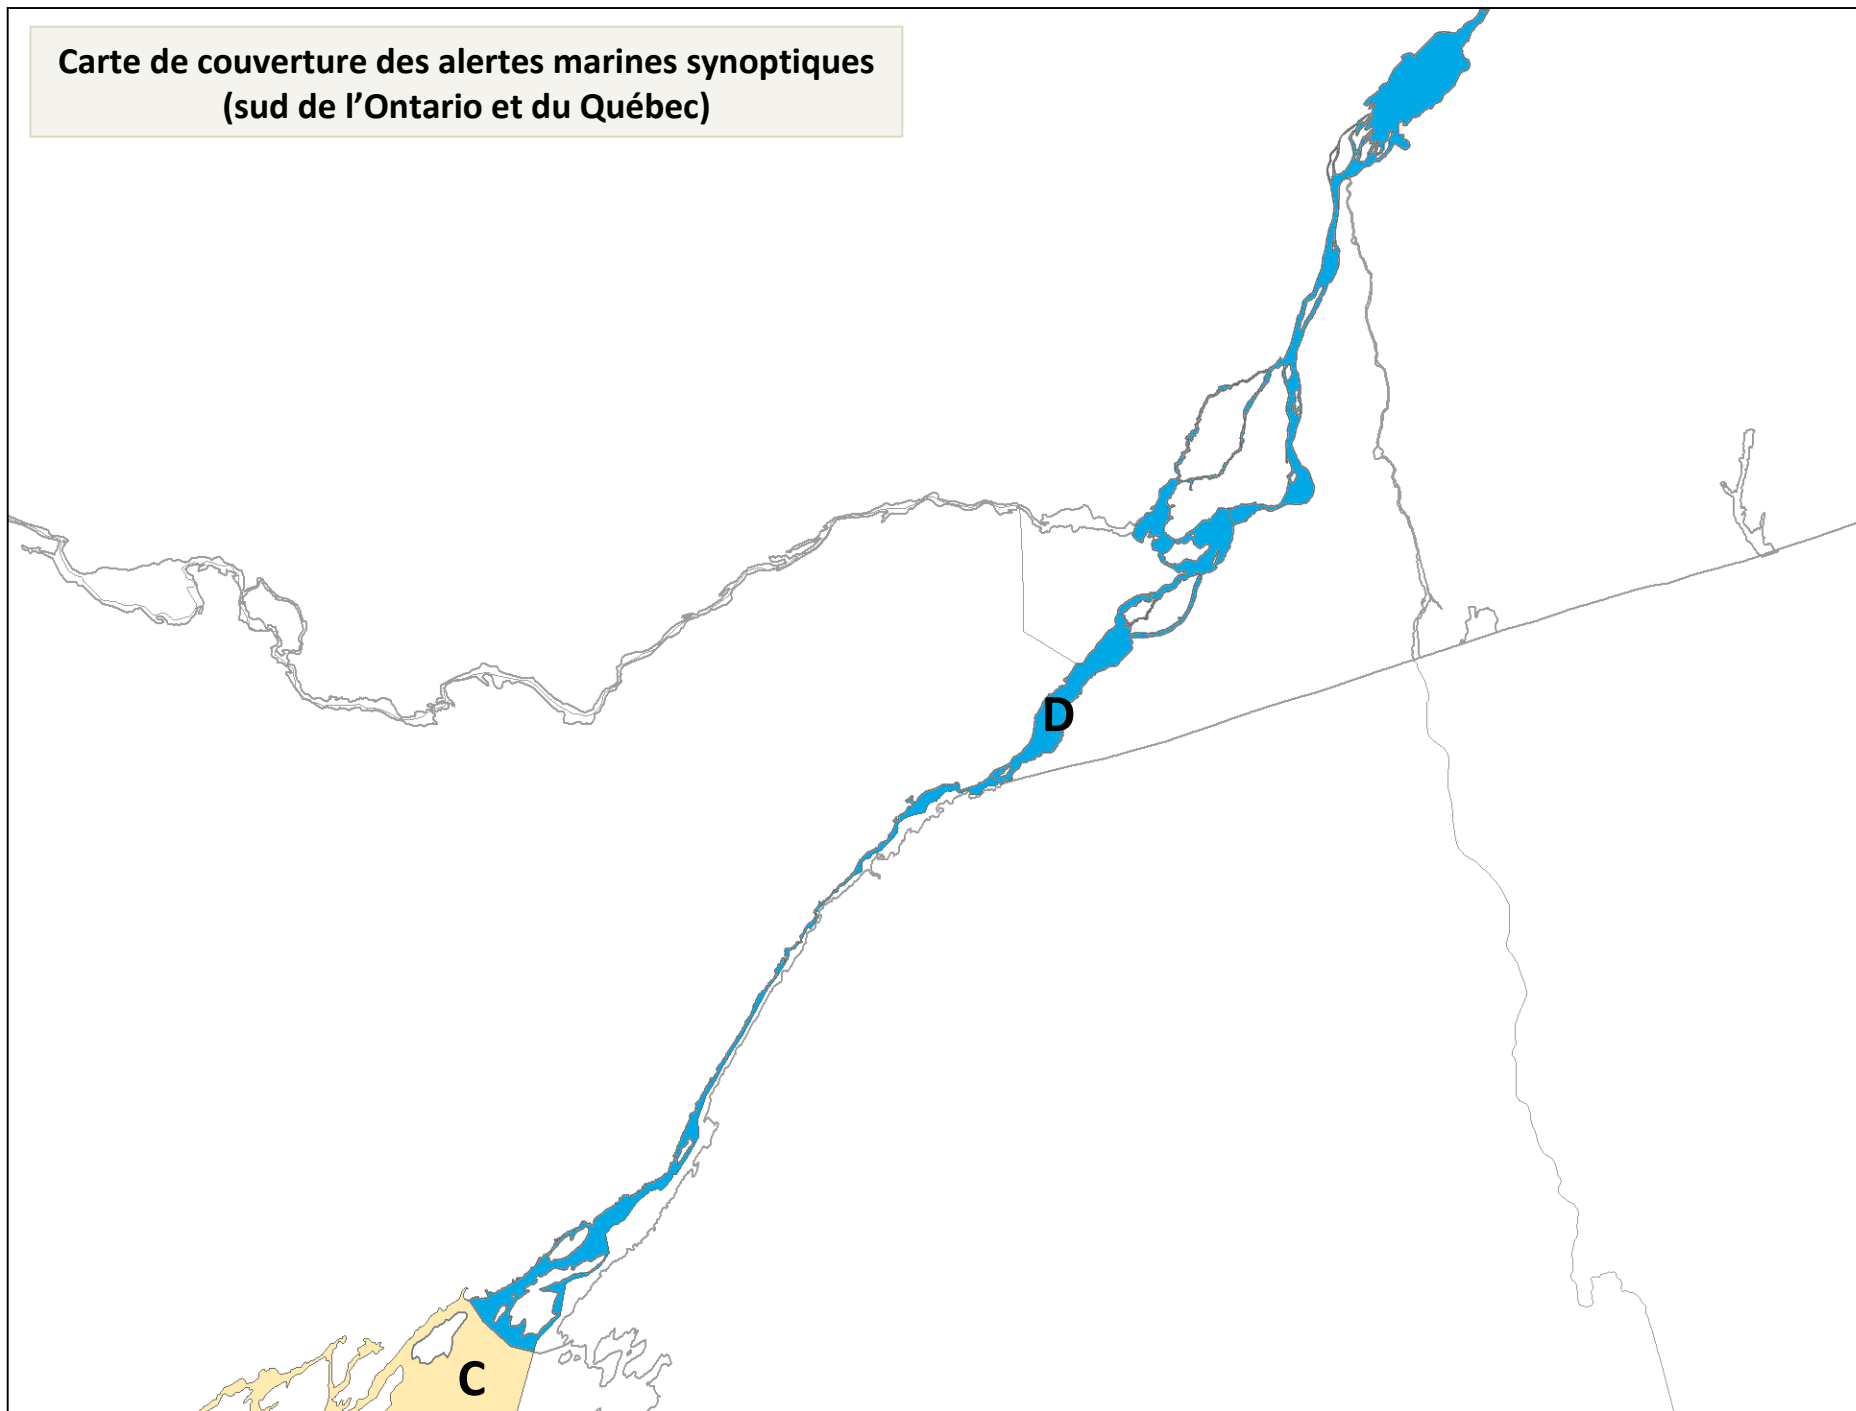 Carte de couverture des alertes marines synoptiques
(sud de l’Ontario et du Québec)
D
C